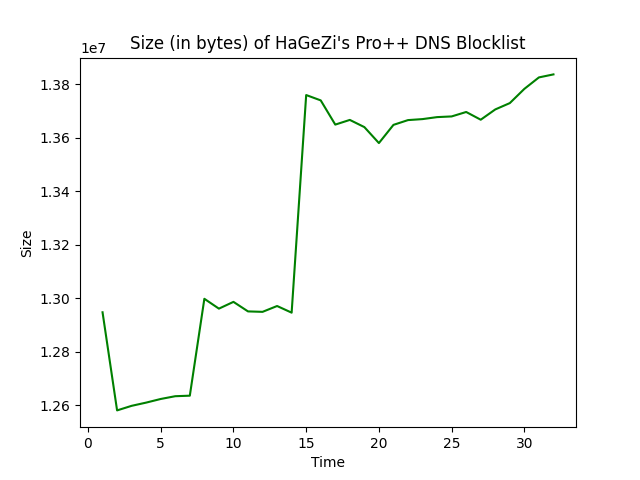 Size (in bytes) of HaGeZi's Pro++ DNS Blocklist
1e7
1.38
1.36
1.34
1.32
1.30
1.28
1.26
Size
0 5 10 15 20 25 30
Time